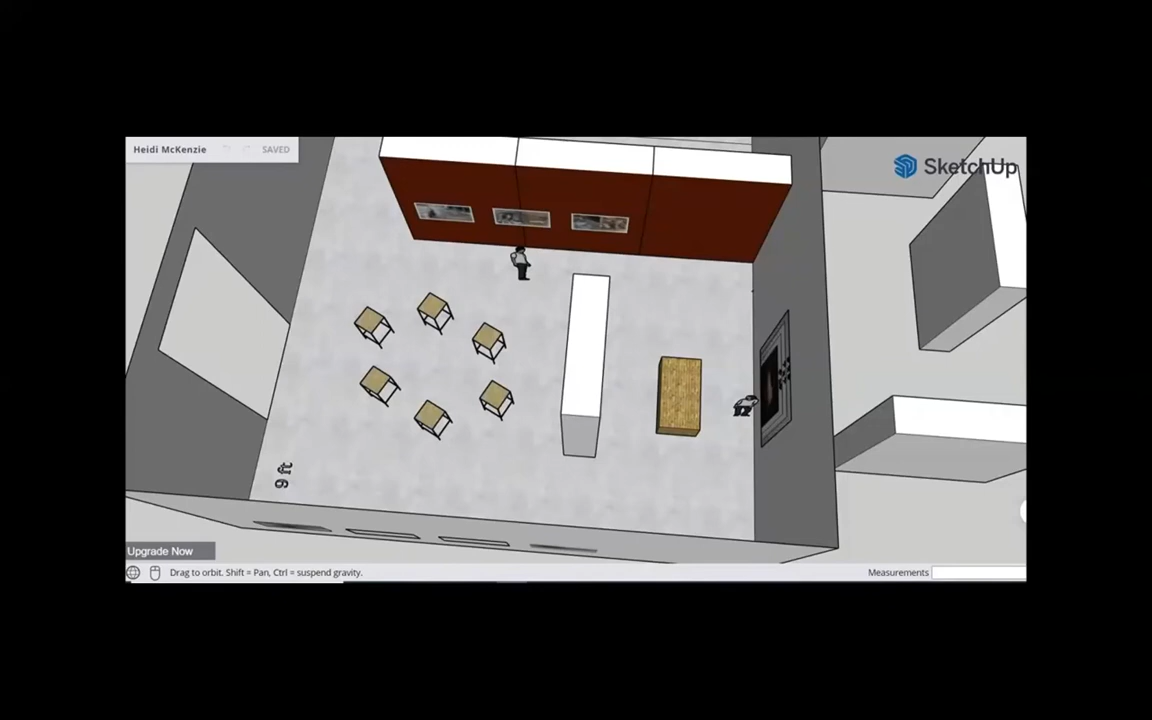 Heidi McKenzie
SAVED
SketchUp
9 ft
Upgrade Now
Drag to orbit. Shift = Pan, Ctrl = suspend gravity.
Measurements